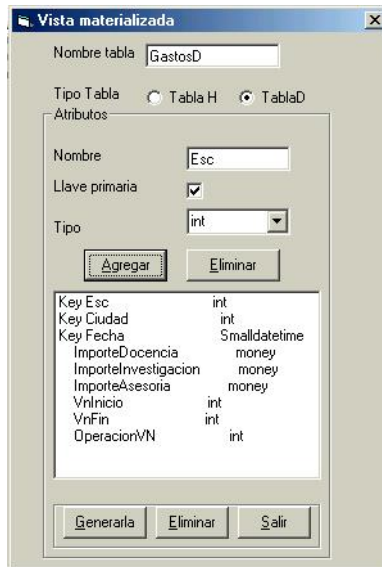 Vista materializada
Nombre tabla GastosD
Tipo Tabla Tabla H TablaD
Atributos
Nombre Esc
Llave primaria
Tipo int
Agregar Eliminar
Key Esc int
Key Ciudad int
Key Fecha Smalldatetime
ImporteDocencia money
ImporteInvestigacion money
ImporteAsesoria money
VnInicio int
VnFin int
OperacionVN int
Generarla Eliminar Salir